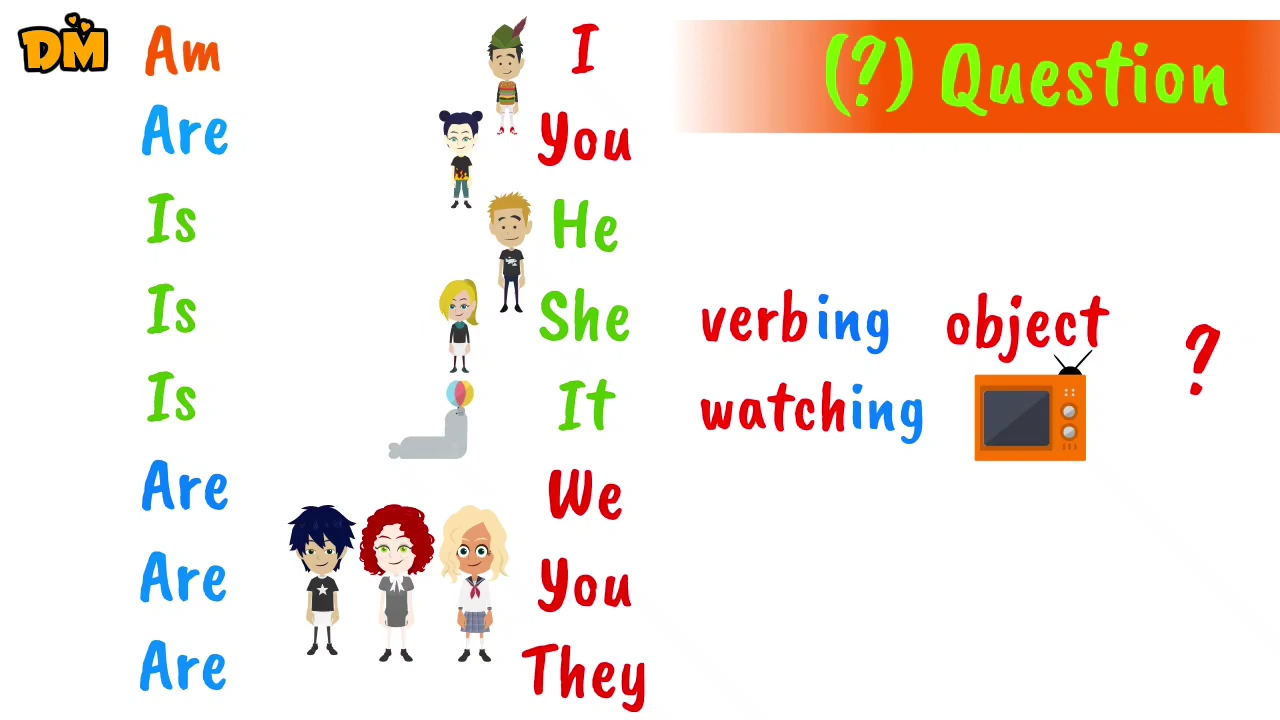 DM
(?) Question
Am I
Are You
Is He
Is She
verbing object ?
Is It
watching
Are We
Are You
Are They